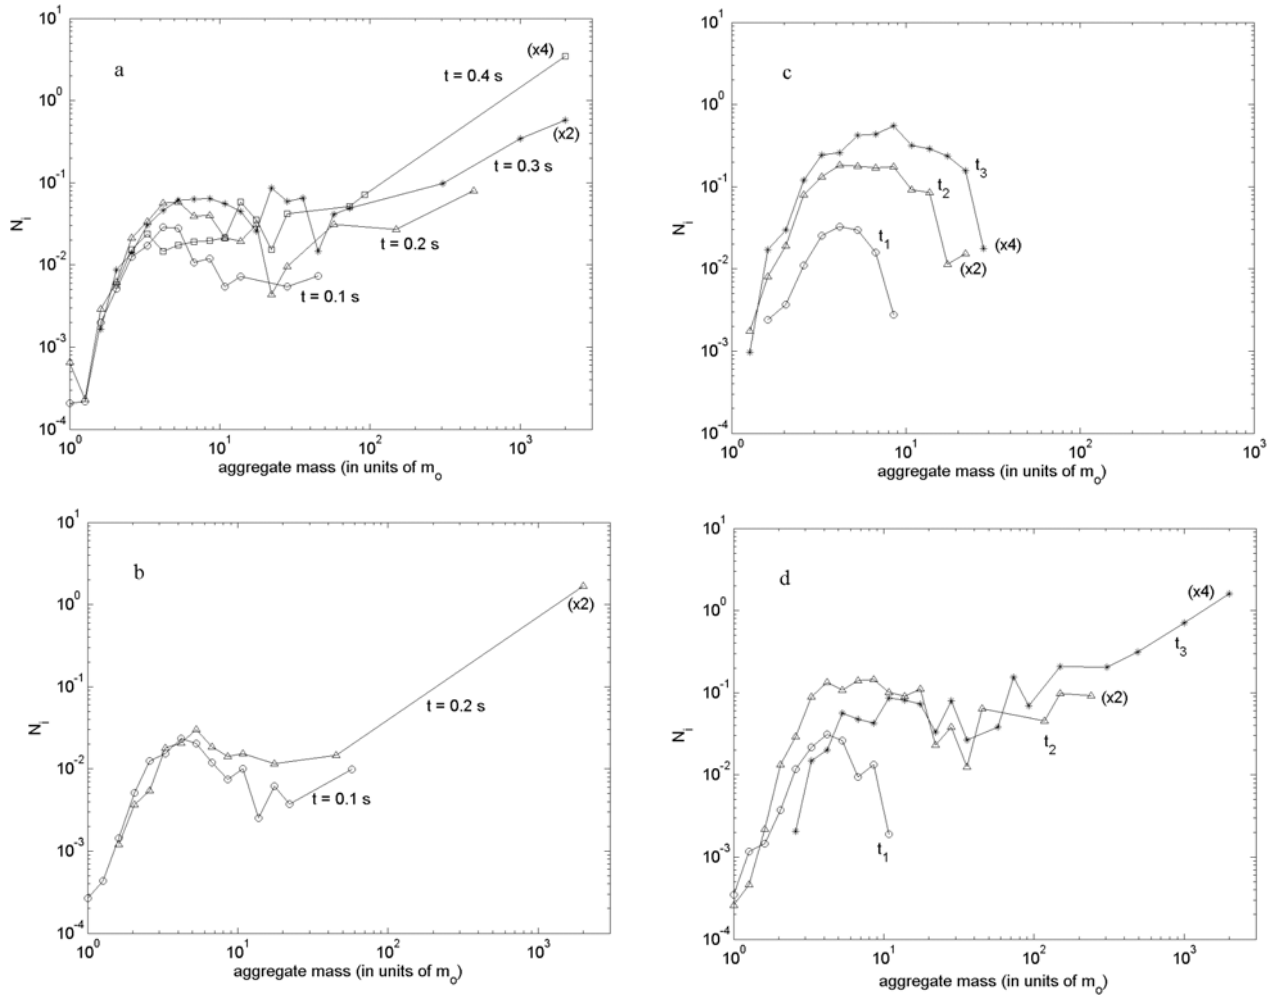 a
10^1
10^0
10^-1
10^-2
10^-3
10^-4
N_i
(x4)
t = 0.4 s
(x2)
t = 0.3 s
t = 0.2 s
t = 0.1 s
10^0 10^1 10^2 10^3
aggregate mass (in units of m_o
c
10^1
10^0
10^-1
10^-2
10^-3
10^-4
N_i
t_3
t_2
t_1
(x4)
(x2)
10^0 10^1 10^2 10^3
aggregate mass (in units of m_o)
b
10^1
10^0
10^-1
10^-2
10^-3
10^-4
N_i
(x2)
t = 0.2 s
t = 0.1 s
10^0 10^1 10^2 10^3
aggregate mass (in units of m_o)
d
10^1
10^0
10^-1
10^-2
10^-3
10^-4
N_i
(x4)
t_3
(x2)
t_2
t_1
10^0 10^1 10^2 10^3
aggregate mass (in units of m_o)